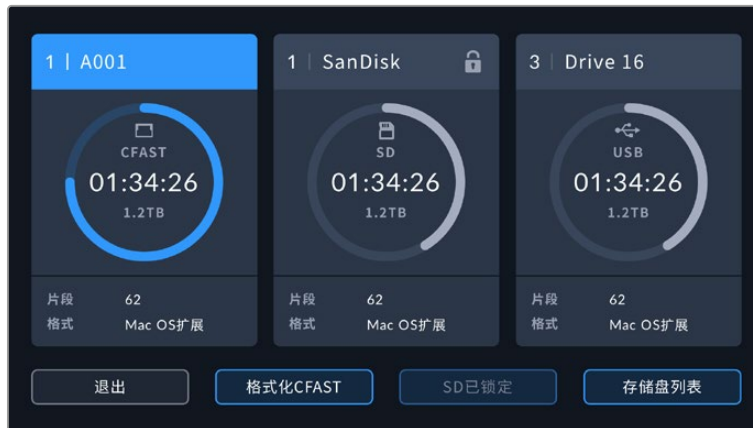 1 | A001
CFAST
01:34:26
1.2TB
片段 62
格式 Mac OS扩展
1 | SanDisk
SD
01:34:26
1.2TB
片段 62
格式 Mac OS扩展
3 | Drive 16
USB
01:34:26
1.2TB
片段 62
格式 Mac OS扩展
退出
格式化CFAST
SD已锁定
存储盘列表